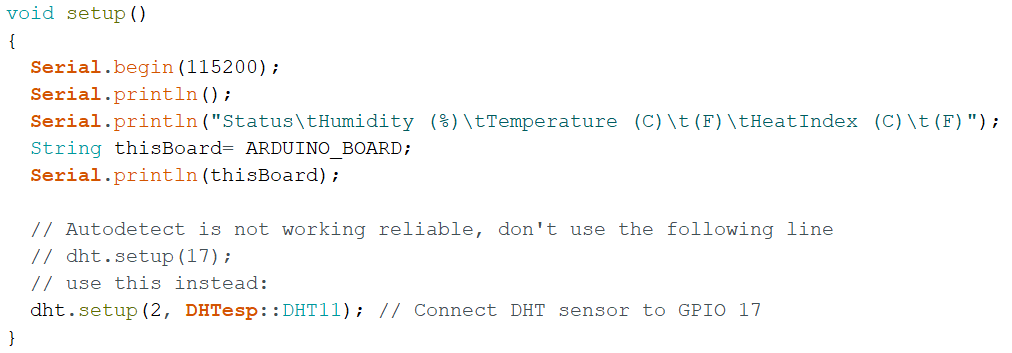 void setup()
{
  Serial.begin(115200);
  Serial.println();
  Serial.println("Status\tHumidity (%)\tTemperature (C)\t(F)\tHeatIndex (C)\t(F)");
  String thisBoard= ARDUINO_BOARD;
  Serial.println(thisBoard);

  // Autodetect is not working reliable, don't use the following line
  // dht.setup(17);
  // use this instead:
  dht.setup(2, DHTesp::DHT11); // Connect DHT sensor to GPIO 17
}